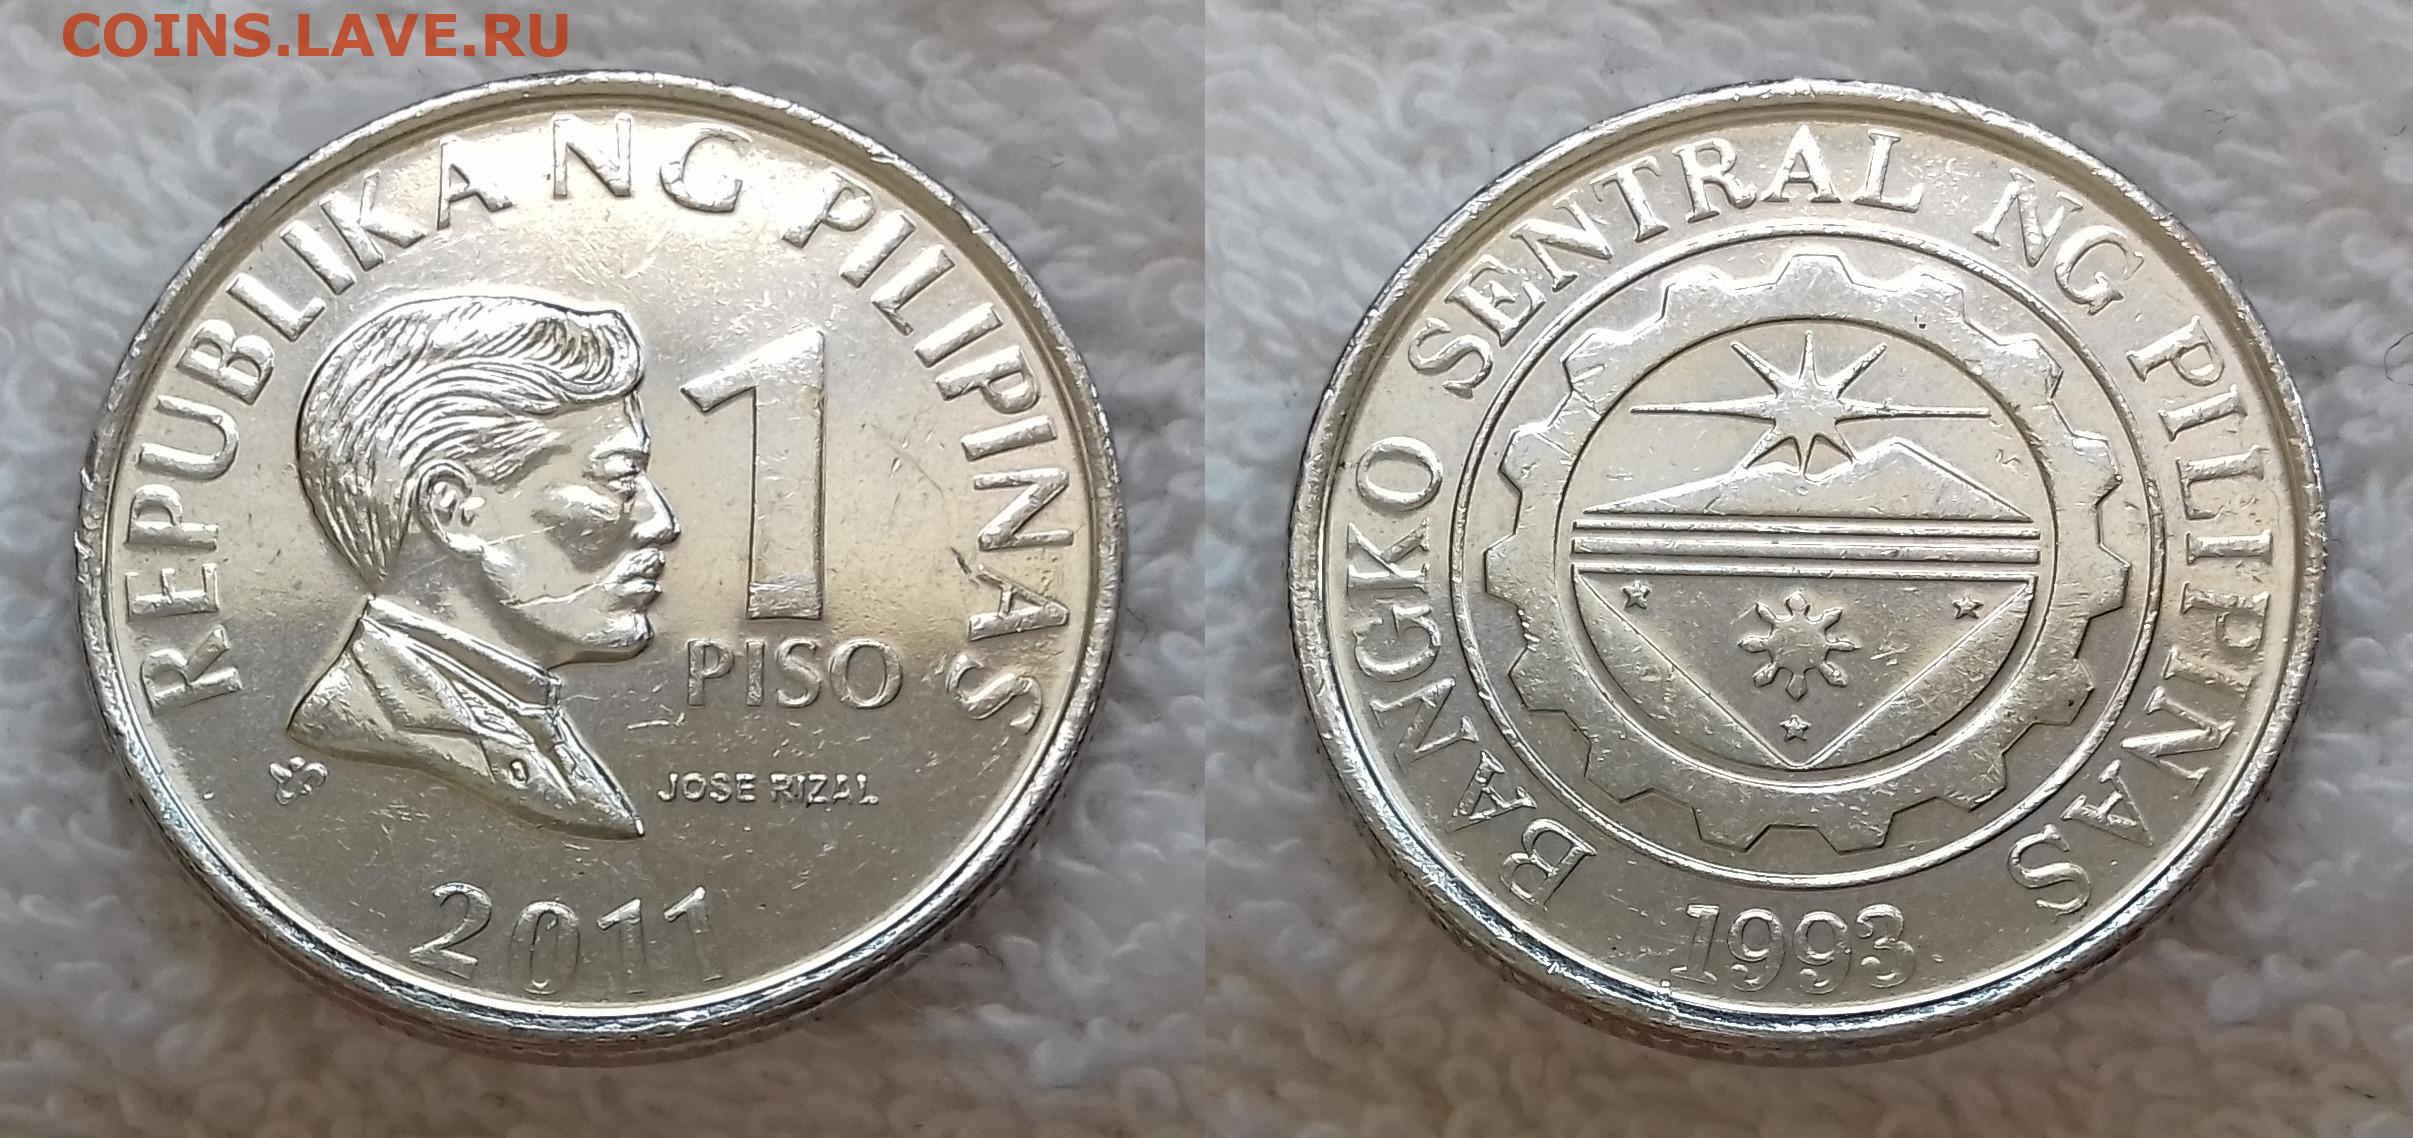 COINS.LAVE.RU
REPUBLIKA NG PILIPINAS
1
PISO
JOSE RIZAL
2011
BANGKO SENTRAL NG PILIPINAS
1993